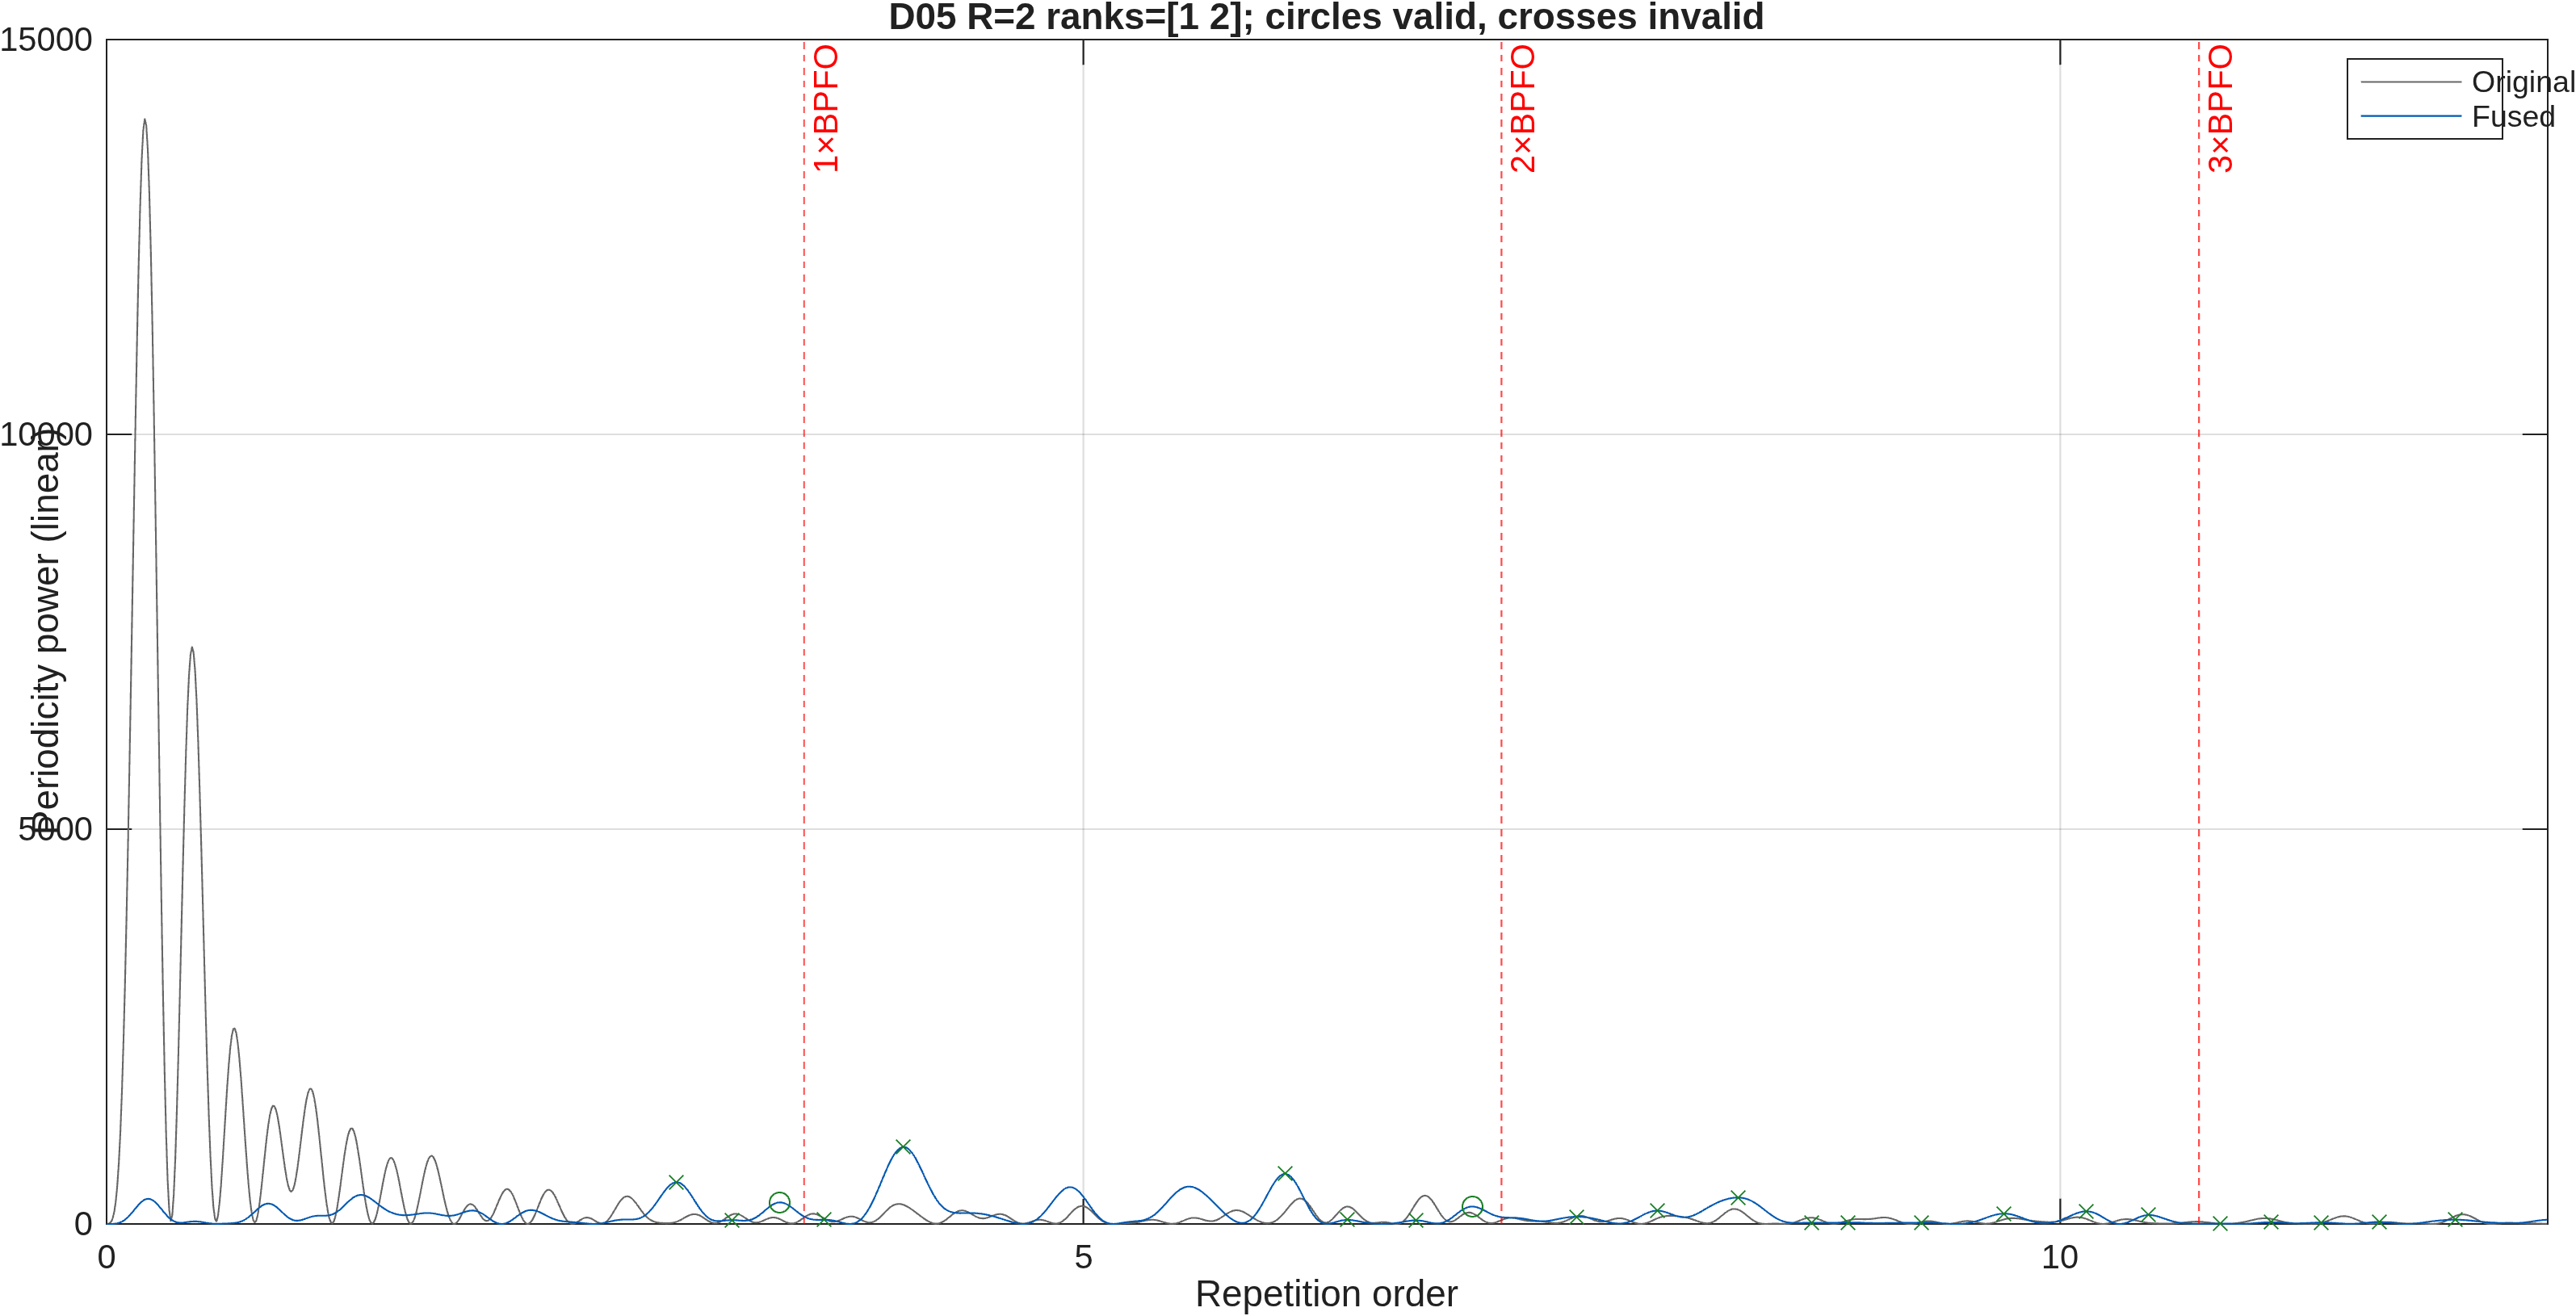 D05 R=2 ranks=[1 2]; circles valid, crosses invalid
15000
10000
5000
0
Periodicity power (linear)
1×BPFO
2×BPFO
3×BPFO
Original
Fused
0
5
10
Repetition order